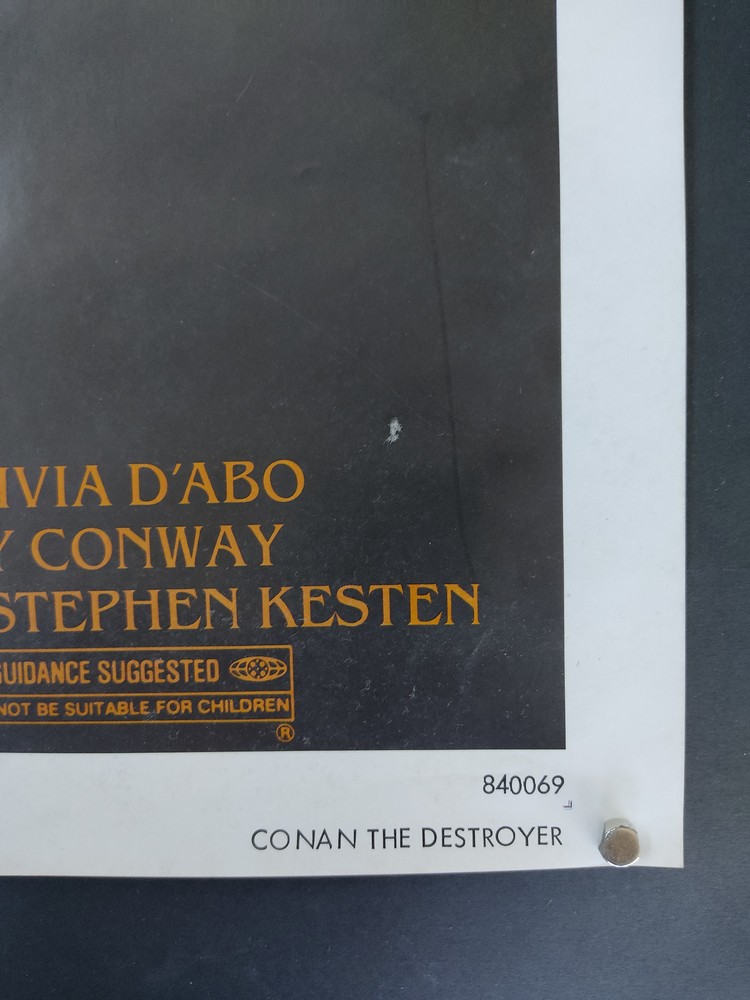 IVIA D'ABO
Y CONWAY
STEPHEN KESTEN
GUIDANCE SUGGESTED
NOT BE SUITABLE FOR CHILDREN
®
840069
CONAN THE DESTROYER